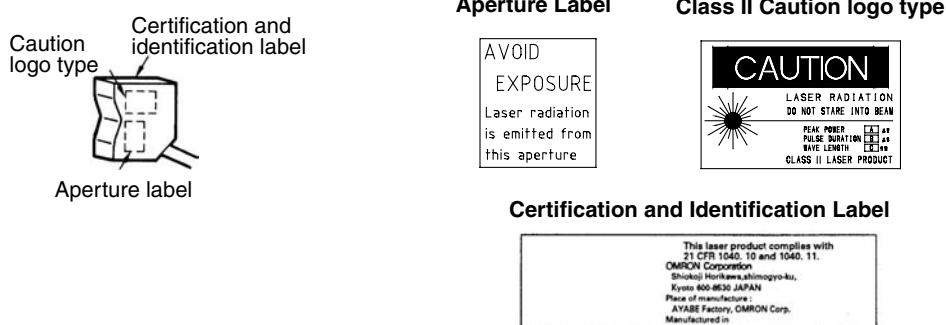 Certification and
identification label
Caution
logo type
Aperture label
Aperture Label
AVOID
EXPOSURE
Laser radiation
is emitted from
this aperture
Class II Caution logo type
CAUTION
LASER RADIATION
DO NOT STARE INTO BEAM
PEAK POWER A
PULSE DURATION B
WAVE LENGTH C
CLASS II LASER PRODUCT
Certification and Identification Label
This laser product complies with
21 CFR 1040. 10 and 1040. 11.
OMRON Corporation
Shiokoji Horikawa,shimogyo-ku,
Kyoto 600-8530 JAPAN
Place of manufacture :
AYABE Factory, OMRON Corp.
Manufactured in